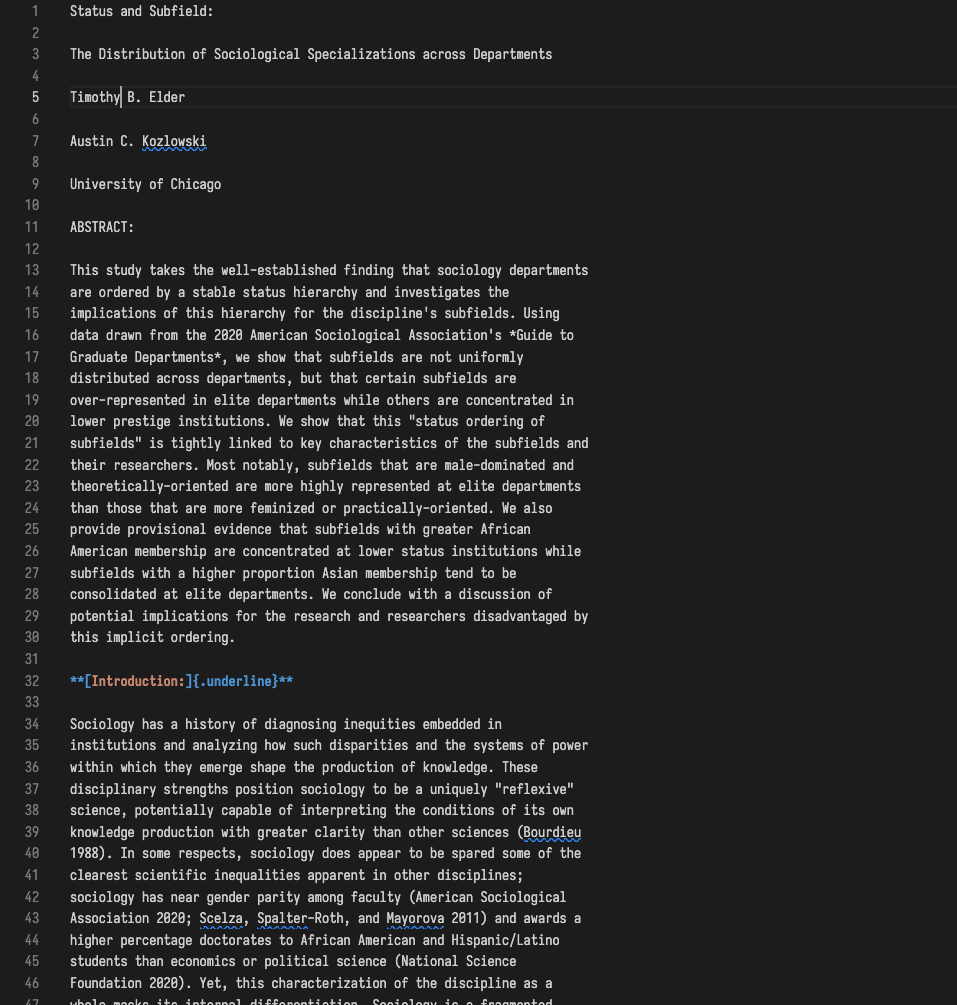 1 Status and Subfield:
2
3 The Distribution of Sociological Specializations across Departments
4
5 Timothy B. Elder
6
7 Austin C. Kozlowski
8
9 University of Chicago
10
11 ABSTRACT:
12
13 This study takes the well-established finding that sociology departments
14 are ordered by a stable status hierarchy and investigates the
15 implications of this hierarchy for the discipline's subfields. Using
16 data drawn from the 2020 American Sociological Association's *Guide to
17 Graduate Departments*, we show that subfields are not uniformly
18 distributed across departments, but that certain subfields are
19 over-represented in elite departments while others are concentrated in
20 lower prestige institutions. We show that this "status ordering of
21 subfields" is tightly linked to key characteristics of the subfields and
22 their researchers. Most notably, subfields that are male-dominated and
23 theoretically-oriented are more highly represented at elite departments
24 than those that are more feminized or practically-oriented. We also
25 provide provisional evidence that subfields with greater African
26 American membership are concentrated at lower status institutions while
27 subfields with a higher proportion Asian membership tend to be
28 consolidated at elite departments. We conclude with a discussion of
29 potential implications for the research and researchers disadvantaged by
30 this implicit ordering.
31
32 **[Introduction:]{.underline}**
33
34 Sociology has a history of diagnosing inequities embedded in
35 institutions and analyzing how such disparities and the systems of power
36 within which they emerge shape the production of knowledge. These
37 disciplinary strengths position sociology to be a uniquely "reflexive"
38 science, potentially capable of interpreting the conditions of its own
39 knowledge production with greater clarity than other sciences (Bourdieu
40 1988). In some respects, sociology does appear to be spared some of the
41 clearest scientific inequalities apparent in other disciplines;
42 sociology has near gender parity among faculty (American Sociological
43 Association 2020; Scelza, Spalter-Roth, and Mayorova 2011) and awards a
44 higher percentage doctorates to African American and Hispanic/Latino
45 students than economics or political science (National Science
46 Foundation 2020). Yet, this characterization of the discipline as a
47 whole masks its internal differentiation. Sociology is a fragmented